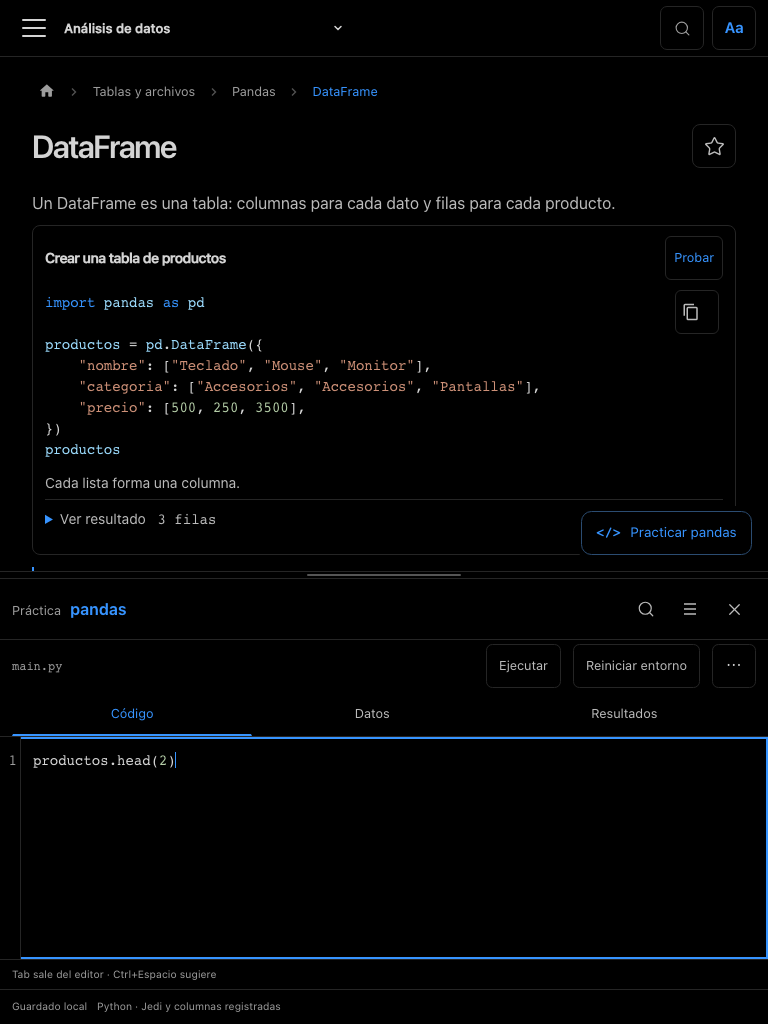 Análisis de datos
Aa
Tablas y archivos > Pandas > DataFrame
DataFrame
Un DataFrame es una tabla: columnas para cada dato y filas para cada producto.
Crear una tabla de productos
Probar
import pandas as pd
productos = pd.DataFrame({
    "nombre": ["Teclado", "Mouse", "Monitor"],
    "categoria": ["Accesorios", "Accesorios", "Pantallas"],
    "precio": [500, 250, 3500],
})
productos
Cada lista forma una columna.
Ver resultado 3 filas
</> Practicar pandas
Práctica pandas
main.py
Ejecutar
Reiniciar entorno
...
Código
Datos
Resultados
1 productos.head(2)
Tab sale del editor · Ctrl+Espacio sugiere
Guardado local Python · Jedi y columnas registradas